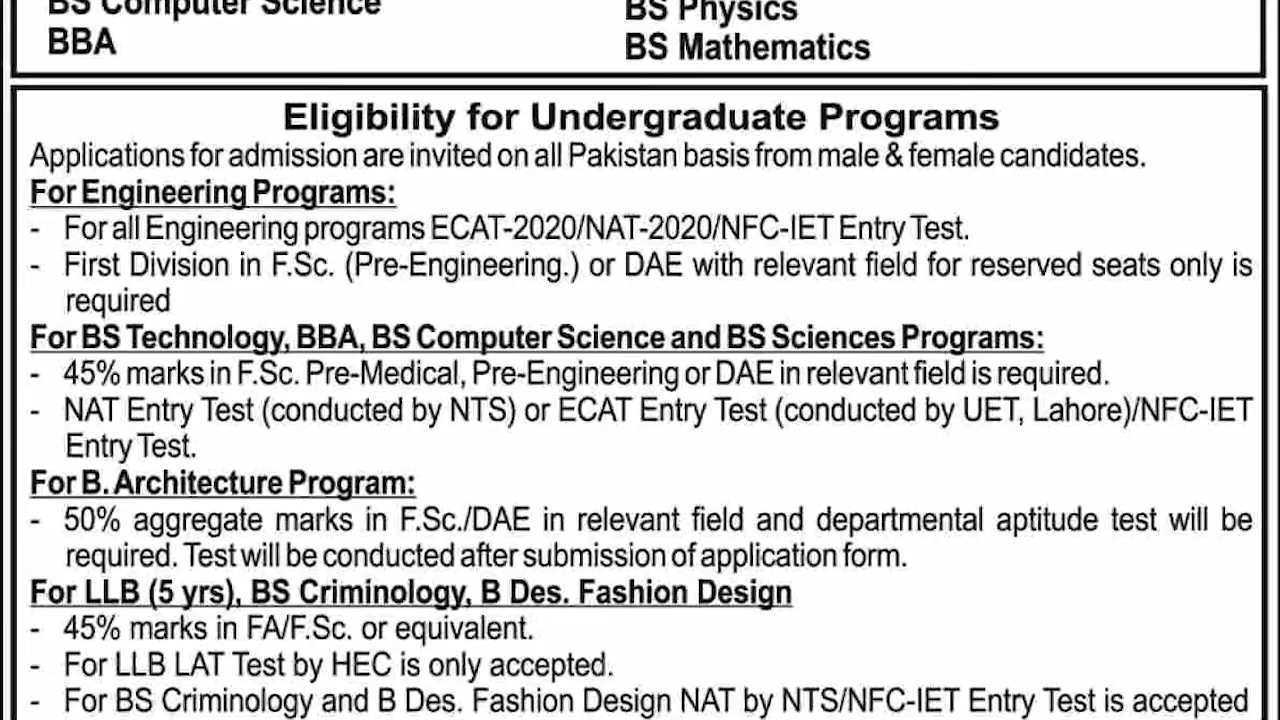 BS Computer Science
BS Physics
BBA
BS Mathematics
Eligibility for Undergraduate Programs
Applications for admission are invited on all Pakistan basis from male & female candidates.
For Engineering Programs:
- For all Engineering programs ECAT-2020/NAT-2020/NFC-IET Entry Test.
- First Division in F.Sc. (Pre-Engineering.) or DAE with relevant field for reserved seats only is
required
For BS Technology, BBA, BS Computer Science and BS Sciences Programs:
- 45% marks in F.Sc. Pre-Medical, Pre-Engineering or DAE in relevant field is required.
- NAT Entry Test (conducted by NTS) or ECAT Entry Test (conducted by UET, Lahore)/NFC-IET
Entry Test.
For B. Architecture Program:
- 50% aggregate marks in F.Sc./DAE in relevant field and departmental aptitude test will be
required. Test will be conducted after submission of application form.
For LLB (5 yrs), BS Criminology, B Des. Fashion Design
- 45% marks in FA/F.Sc. or equivalent.
- For LLB LAT Test by HEC is only accepted.
- For BS Criminology and B Des. Fashion Design NAT by NTS/NFC-IET Entry Test is accepted